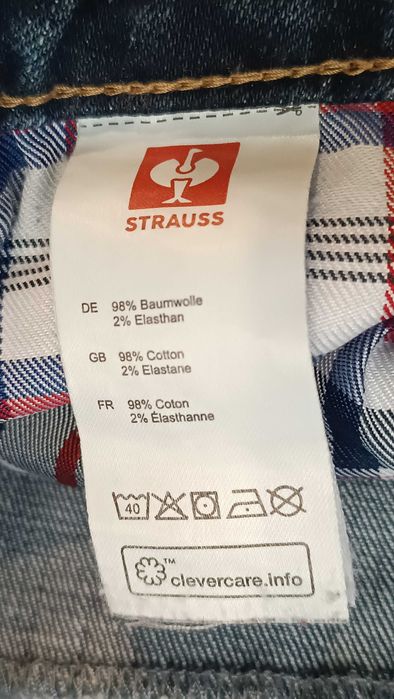 STRAUSS
DE 98% Baumwolle
2% Elasthan
GB 98% Cotton
2% Elastane
FR 98% Coton
2% Élasthanne
40
™ clevercare.info